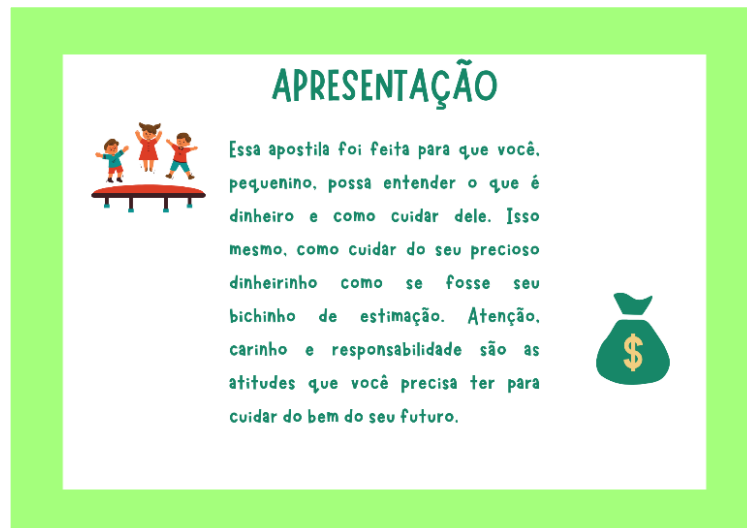 APRESENTAÇÃO
Essa apostila foi feita para que você,
pequenino, possa entender o que é
dinheiro e como cuidar dele. Isso
mesmo, como cuidar do seu precioso
dinheirinho como se fosse seu
bichinho de estimação. Atenção,
carinho e responsabilidade são as
atitudes que você precisa ter para
cuidar do bem do seu futuro.
$